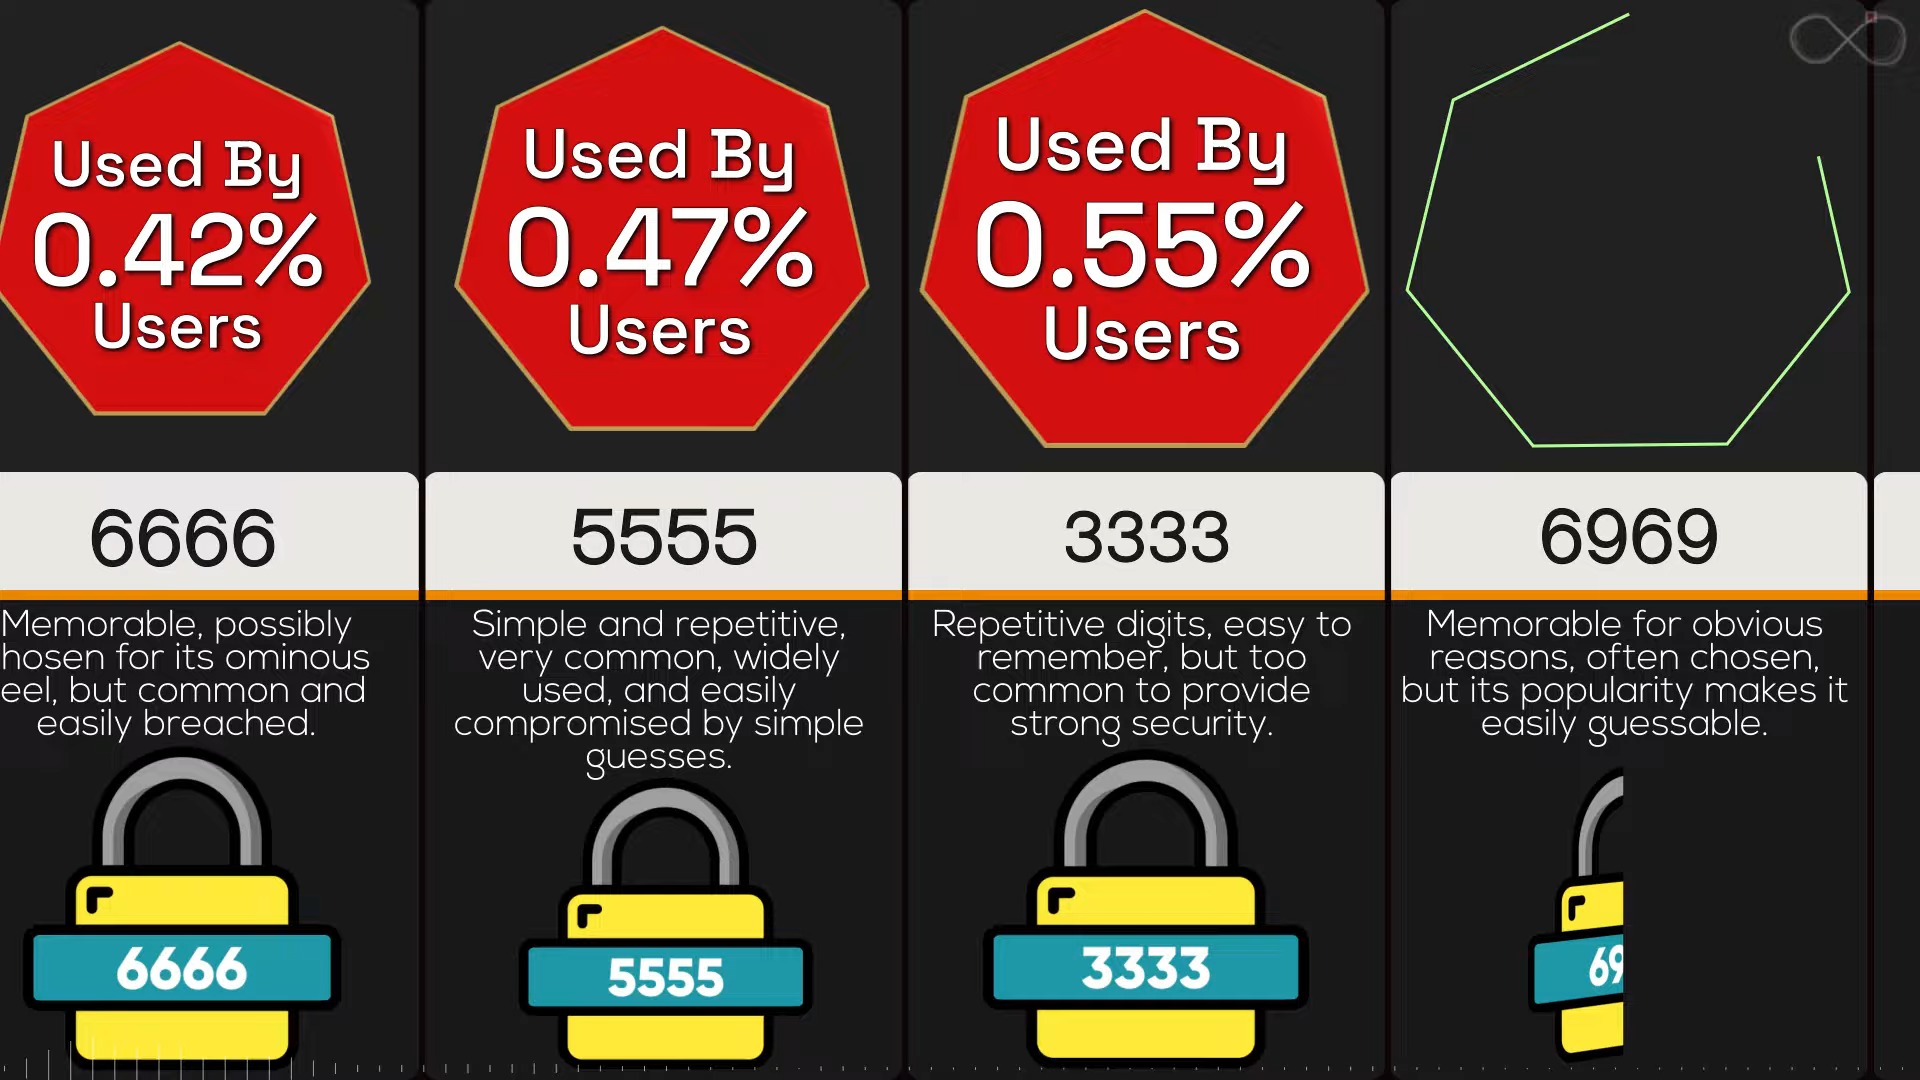 Used By
0.42%
Users
6666
Memorable, possibly
hosen for its ominous
eel, but common and
easily breached.
6666
Used By
0.47%
Users
5555
Simple and repetitive,
very common, widely
used, and easily
compromised by simple
guesses.
5555
Used By
0.55%
Users
3333
Repetitive digits, easy to
remember, but too
common to provide
strong security.
3333
6969
Memorable for obvious
reasons, often chosen,
but its popularity makes it
easily guessable.
69